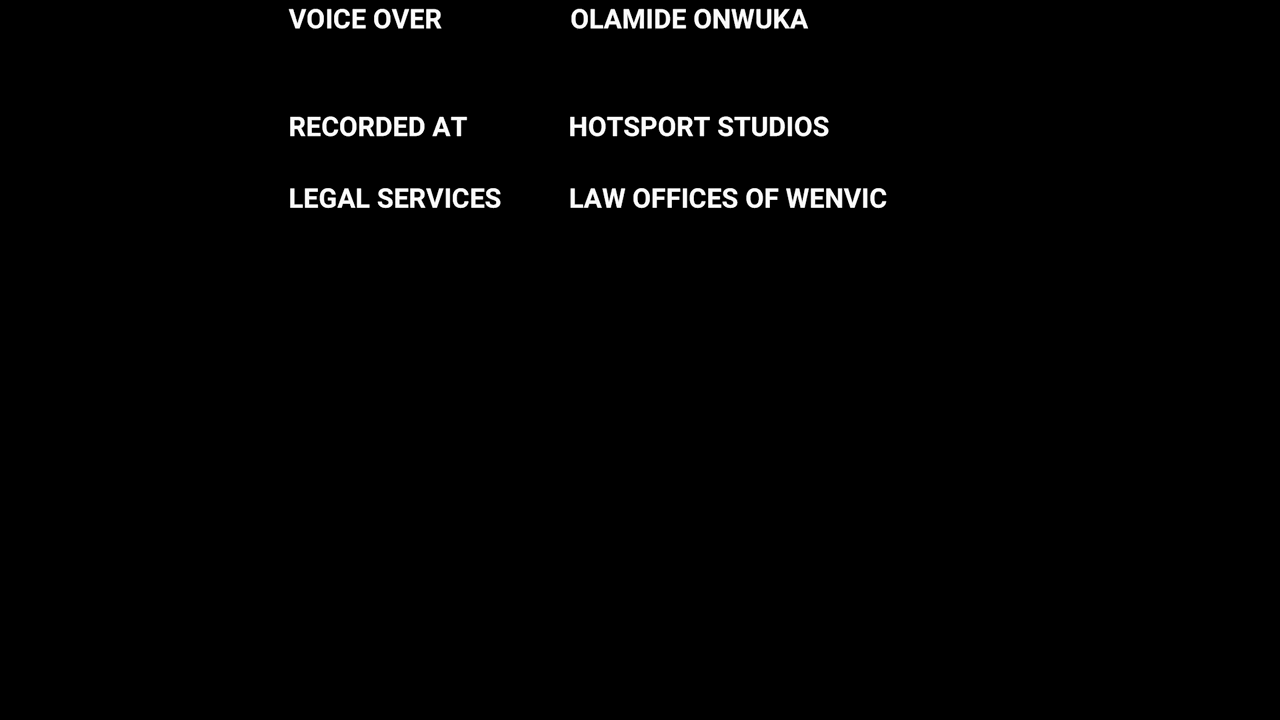 VOICE OVER OLAMIDE ONWUKA
RECORDED AT HOTSPORT STUDIOS
LEGAL SERVICES LAW OFFICES OF WENVIC